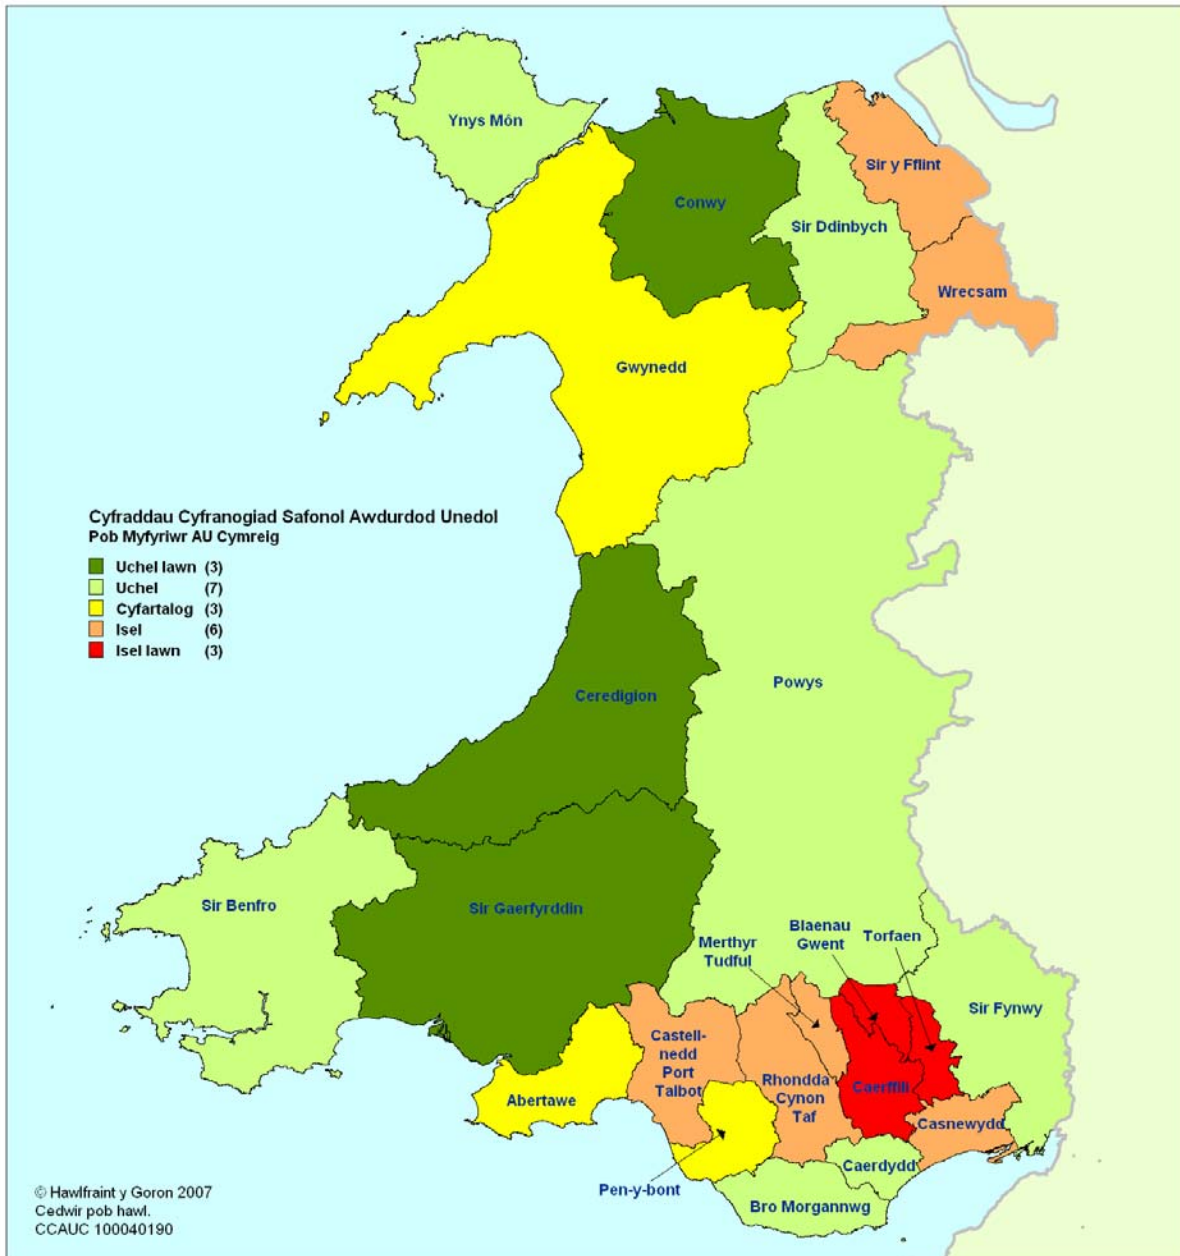 Ynys Món
Sir y Fflint
Conwy
Sir Ddinbych
Wrecsam
Gwynedd
Cyfraddau Cyfranogiad Safonol Awdurdod Unedol
Pob Myfyriwr AU Cymreig
Uchel Iawn (3)
Uchel (7)
Cyfartalog (3)
Isel (6)
Isel Iawn (3)
Powys
Ceredigion
Sir Benfro
Sir Gaerfyrddin
Blaenau
Gwent
Torfaen
Merthyr
Tudful
Sir Fynwy
Castell-
nedd
Port
Talbot
Rhondda
Cynon
Taf
Caerffili
Abertawe
Casnewydd
Caerdydd
Pen-y-bont
Bro Morgannwg
© Hawlfraint y Goron 2007
Cedwir pob hawl.
CCAUC 100040190